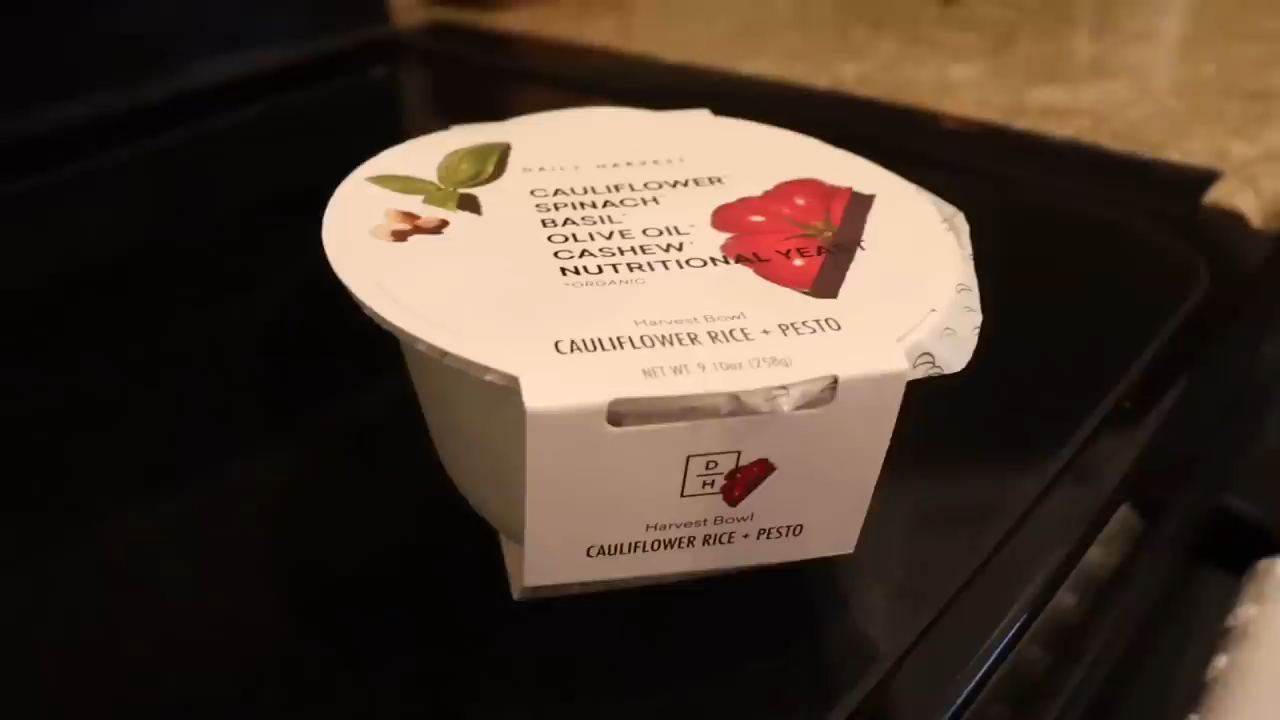 DAILY HARVEST
CAULIFLOWER*
SPINACH*
BASIL*
OLIVE OIL*
CASHEW*
NUTRITIONAL YEAST
*ORGANIC
Harvest Bowl
CAULIFLOWER RICE + PESTO
NET WT 9.10oz (258g)
D
H
Harvest Bowl
CAULIFLOWER RICE + PESTO